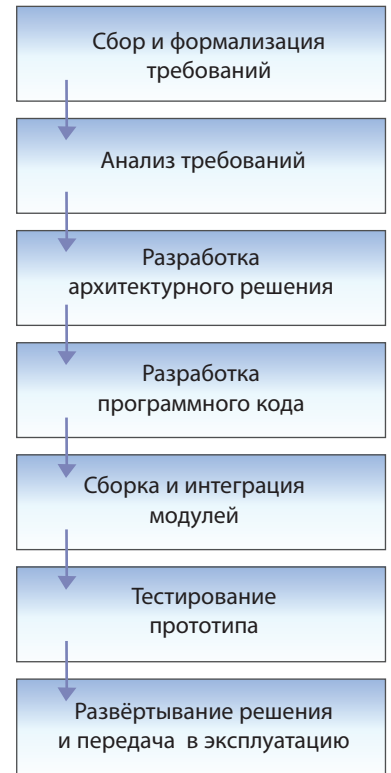 Сбор и формализация
требований
Анализ требований
Разработка
архитектурного решения
Разработка
программного кода
Сборка и интеграция
модулей
Тестирование
прототипа
Развёртывание решения
и передача в эксплуатацию